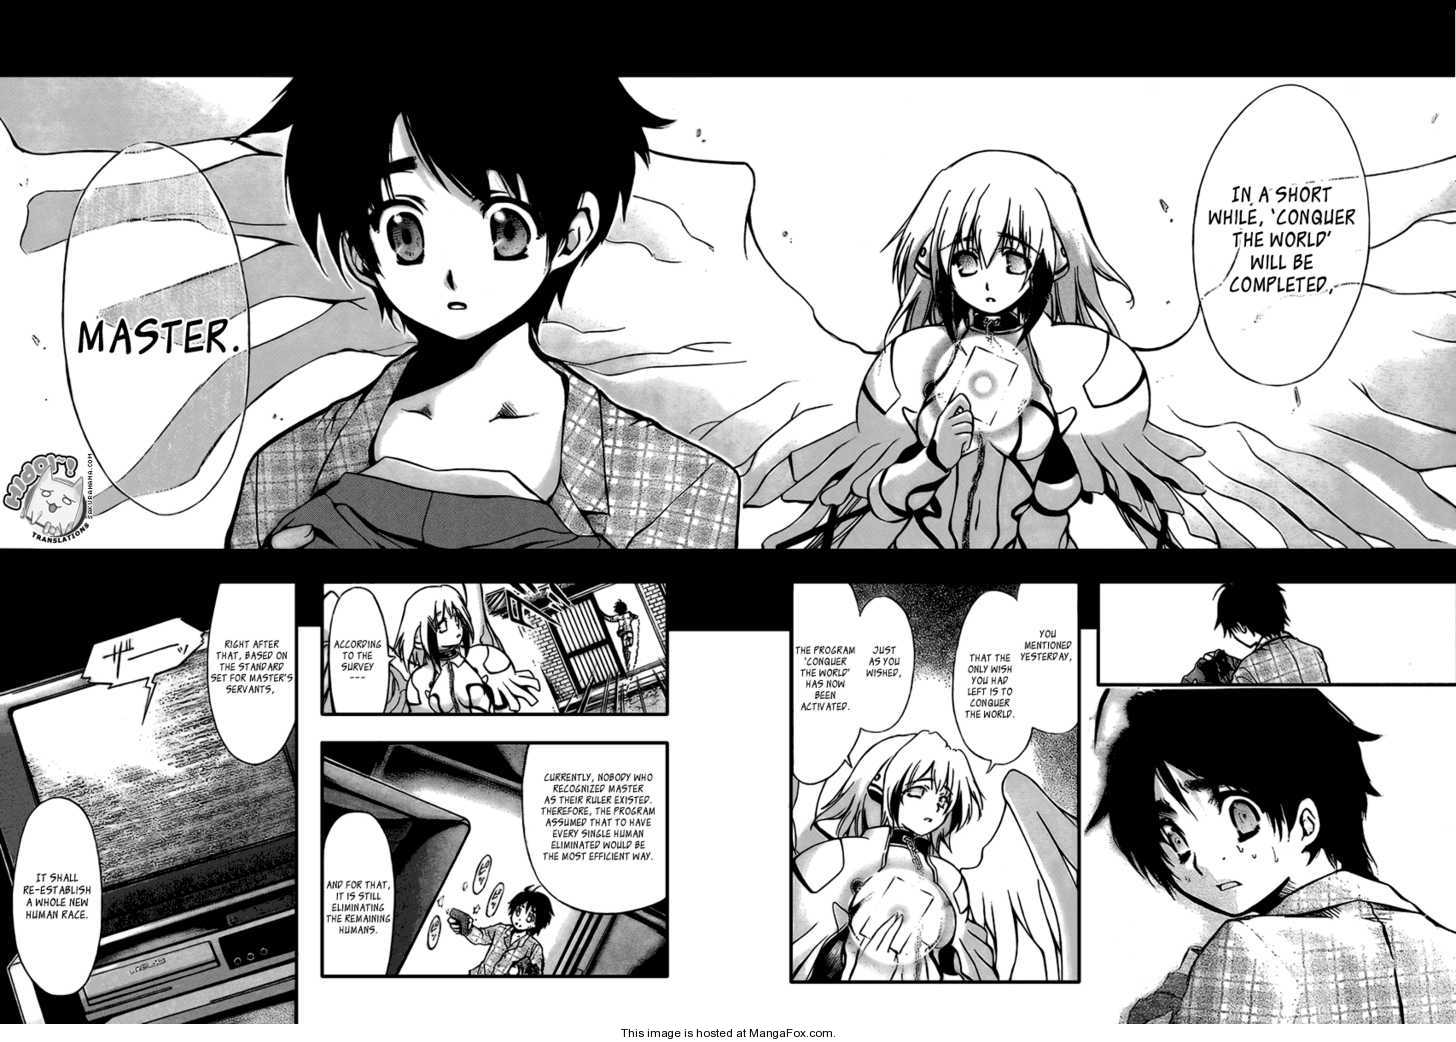 IN A SHORT
WHILE, 'CONQUER
THE WORLD'
WILL BE
COMPLETED,
MASTER.
HIGOI~!
TRANSLATIONS
SAKURAHANA.COM
YOU
MENTIONED
YESTERDAY,
THAT THE
ONLY WISH
YOU HAD
LEFT IS TO
CONQUER
THE WORLD.
JUST
AS YOU
WISHED,
THE PROGRAM
'CONQUER
THE WORLD'
HAS NOW
BEEN
ACTIVATED.
ACCORDING
TO THE
SURVEY
---
CURRENTLY, NOBODY WHO
RECOGNIZED MASTER
AS THEIR RULER EXISTED.
THEREFORE, THE PROGRAM
ASSUMED THAT TO HAVE
EVERY SINGLE HUMAN
ELIMINATED WOULD BE
THE MOST EFFICIENT WAY.
AND FOR THAT,
IT IS STILL
ELIMINATING
THE REMAINING
HUMANS.
RIGHT AFTER
THAT, BASED ON
THE STANDARD
SET FOR MASTER'S
SERVANTS,
IT SHALL
RE-ESTABLISH
A WHOLE NEW
HUMAN RACE.
This image is hosted at MangaFox.com.